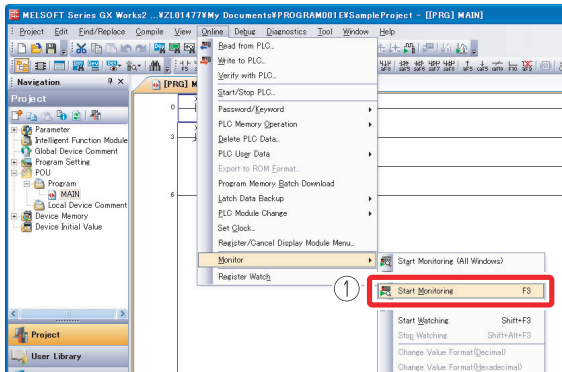 MELSOFT Series GX Works2 ...¥ZL01477¥My Documents¥PROGRAM001E¥SampleProject - [[PRG] MAIN]
Project Edit Find/Replace Compile View Online Debug Diagnostics Tool Window Help
Navigation
[PRG] M
Project
Parameter
Intelligent Function Module
Global Device Comment
Program Setting
POU
Program
MAIN
Local Device Comment
Device Memory
Device Initial Value
Project
User Library
0
3
6
Read from PLC...
Write to PLC...
Verify with PLC...
Start/Stop PLC...
Password/Keyword
PLC Memory Operation
Delete PLC Data...
PLC User Data
Export to ROM Format...
Program Memory Batch Download
Latch Data Backup
PLC Module Change
Set Clock...
Register/Cancel Display Module Menu...
Monitor
Register Watch
1
Start Monitoring (All Windows)
Start Monitoring F3
Start Watching Shift+F3
Stop Watching Shift+Alt+F3
Change Value Format(Decimal)
Change Value Format(Hexadecimal)